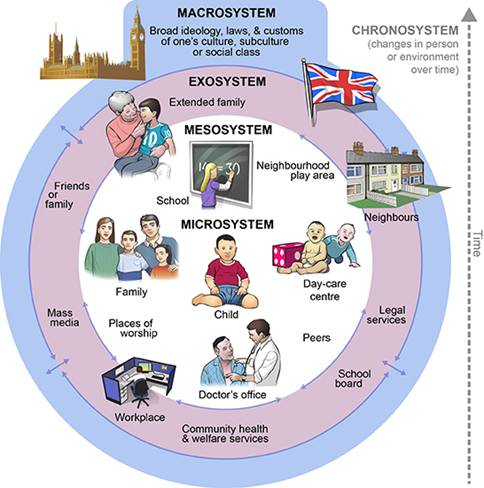 MACROSYSTEM
Broad ideology, laws, & customs
of one's culture, subculture
or social class
CHRONOSYSTEM
(changes in person
or environment
over time)
EXOSYSTEM
Extended family
MESOSYSTEM
Neighbourhood
play area
School
Friends
or
family
Neighbours
MICROSYSTEM
Time
Family
Child
Day-care
centre
Mass
media
Places of
worship
Peers
Legal
services
School
board
Doctor's office
Workplace
Community health
& welfare services